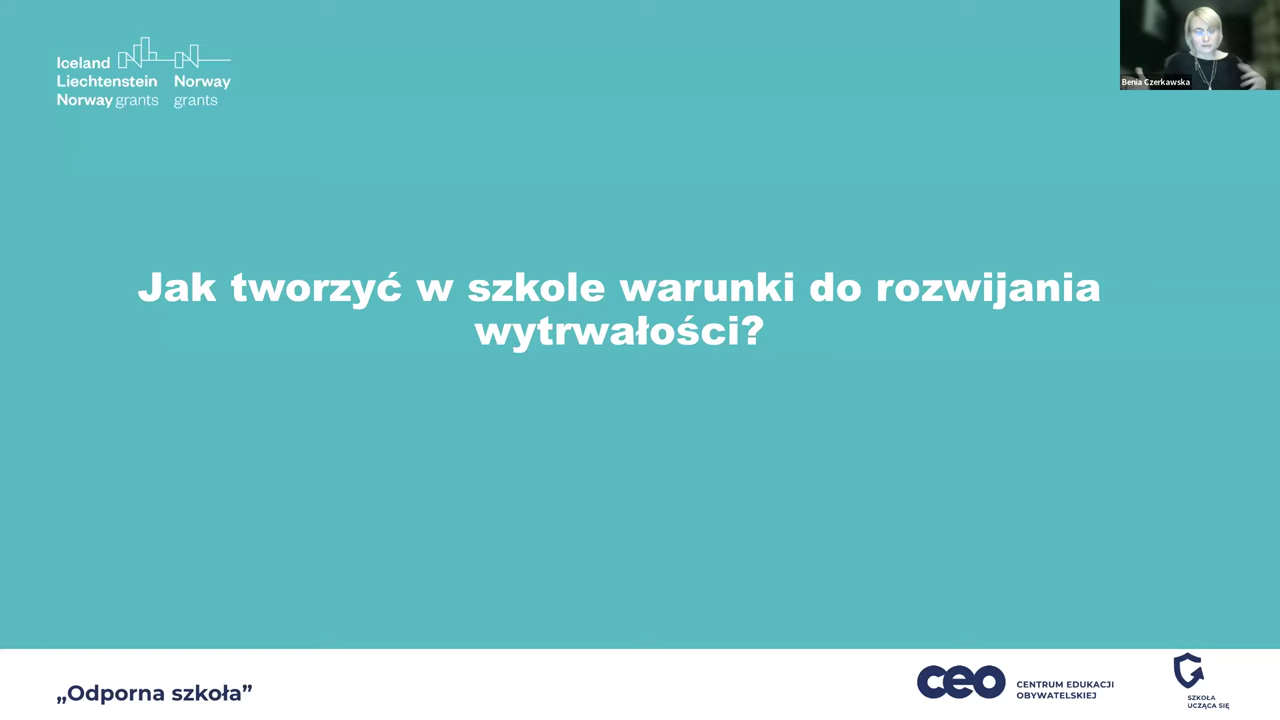 Iceland
Liechtenstein
Norway grants
Norway
grants
Benia Czerkawska
Jak tworzyć w szkole warunki do rozwijania
wytrwałości?
„Odporna szkoła”
ceo
CENTRUM EDUKACJI
OBYWATELSKIEJ
SZKOŁA
UCZĄCA SIĘ